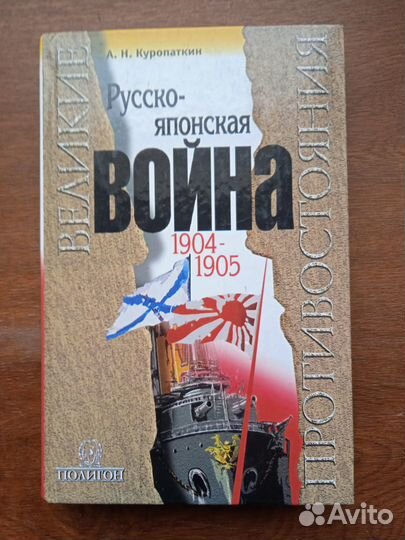 А. Н. Куропаткин
ВЕЛИКИЕ
ПРОТИВОСТОЯНИЯ
Русско-
японская
ВОЙНА
1904-
1905
ПОЛИГОН
Avito